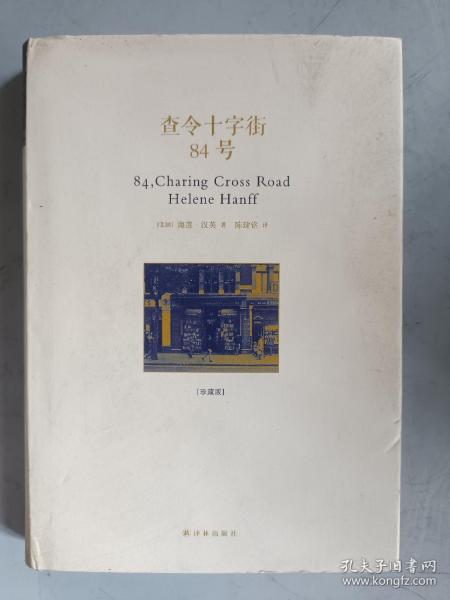 查令十字街
84号
84,Charing Cross Road
Helene Hanff
[美国] 海莲·汉芙 著 陈建铭 译
[珍藏版]
译林出版社
孔夫子旧书网
www.kongfz.com